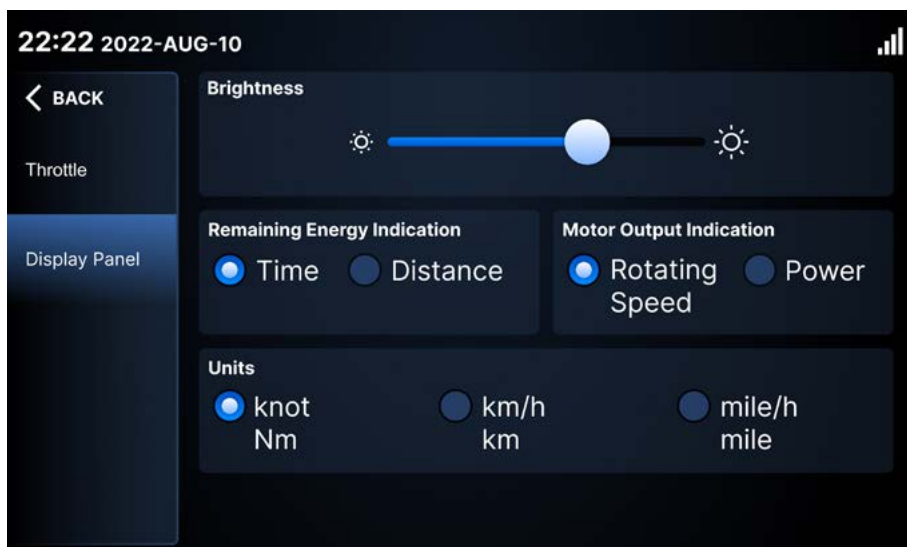 22:22 2022-AUG-10
BACK
Throttle
Display Panel
Brightness
Remaining Energy Indication
Time Distance
Motor Output Indication
Rotating Speed Power
Units
knot km/h mile/h
Nm km mile